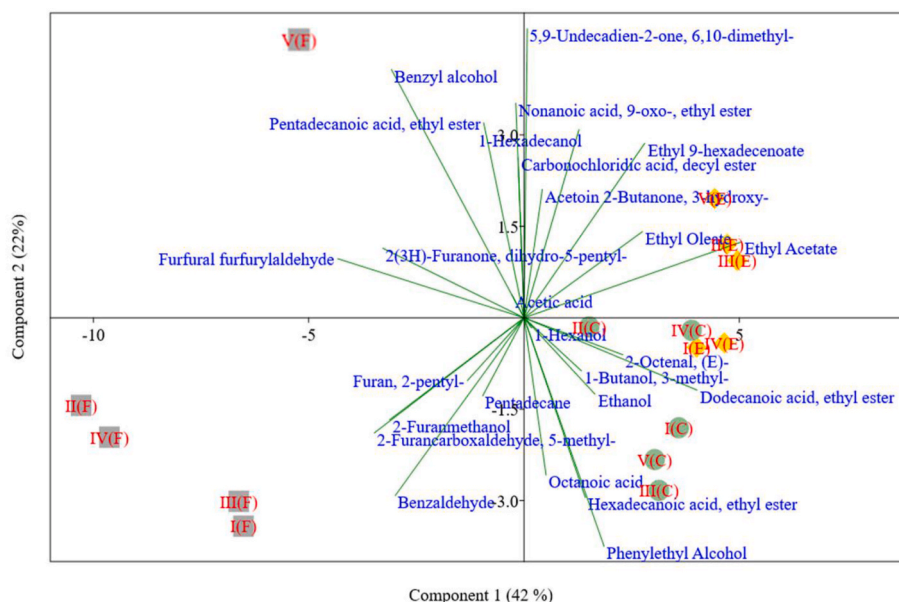 V(F)
5,9-Undecadien-2-one, 6,10-dimethyl-
Benzyl alcohol
Nonanoic acid, 9-oxo-, ethyl ester
Pentadecanoic acid, ethyl ester
3.0
1-Hexadecanol
Ethyl 9-hexadecenoate
Carbonochloridic acid, decyl ester
Acetoin 2-Butanone, 3-hydroxy-
V(E)
1.5
Ethyl Oleate
II(E)
Ethyl Acetate
2(3H)-Furanone, dihydro-5-pentyl-
Furfural furfurylaldehyde
III(E)
Acetic acid
-10
-5
5
1-Hexanol
II(C)
IV(C)
I(E)
IV(E)
2-Octenal, (E)-
Furan, 2-pentyl-
1-Butanol, 3-methyl-
Pentadecane
Ethanol
Dodecanoic acid, ethyl ester
-1.5
II(F)
2-Furanmethanol
I(C)
IV(F)
2-Furancarboxaldehyde, 5-methyl-
V(C)
Octanoic acid
III(C)
III(F)
Benzaldehyde
-3.0
Hexadecanoic acid, ethyl ester
I(F)
Phenylethyl Alcohol
Component 2 (22%)
Component 1 (42 %)